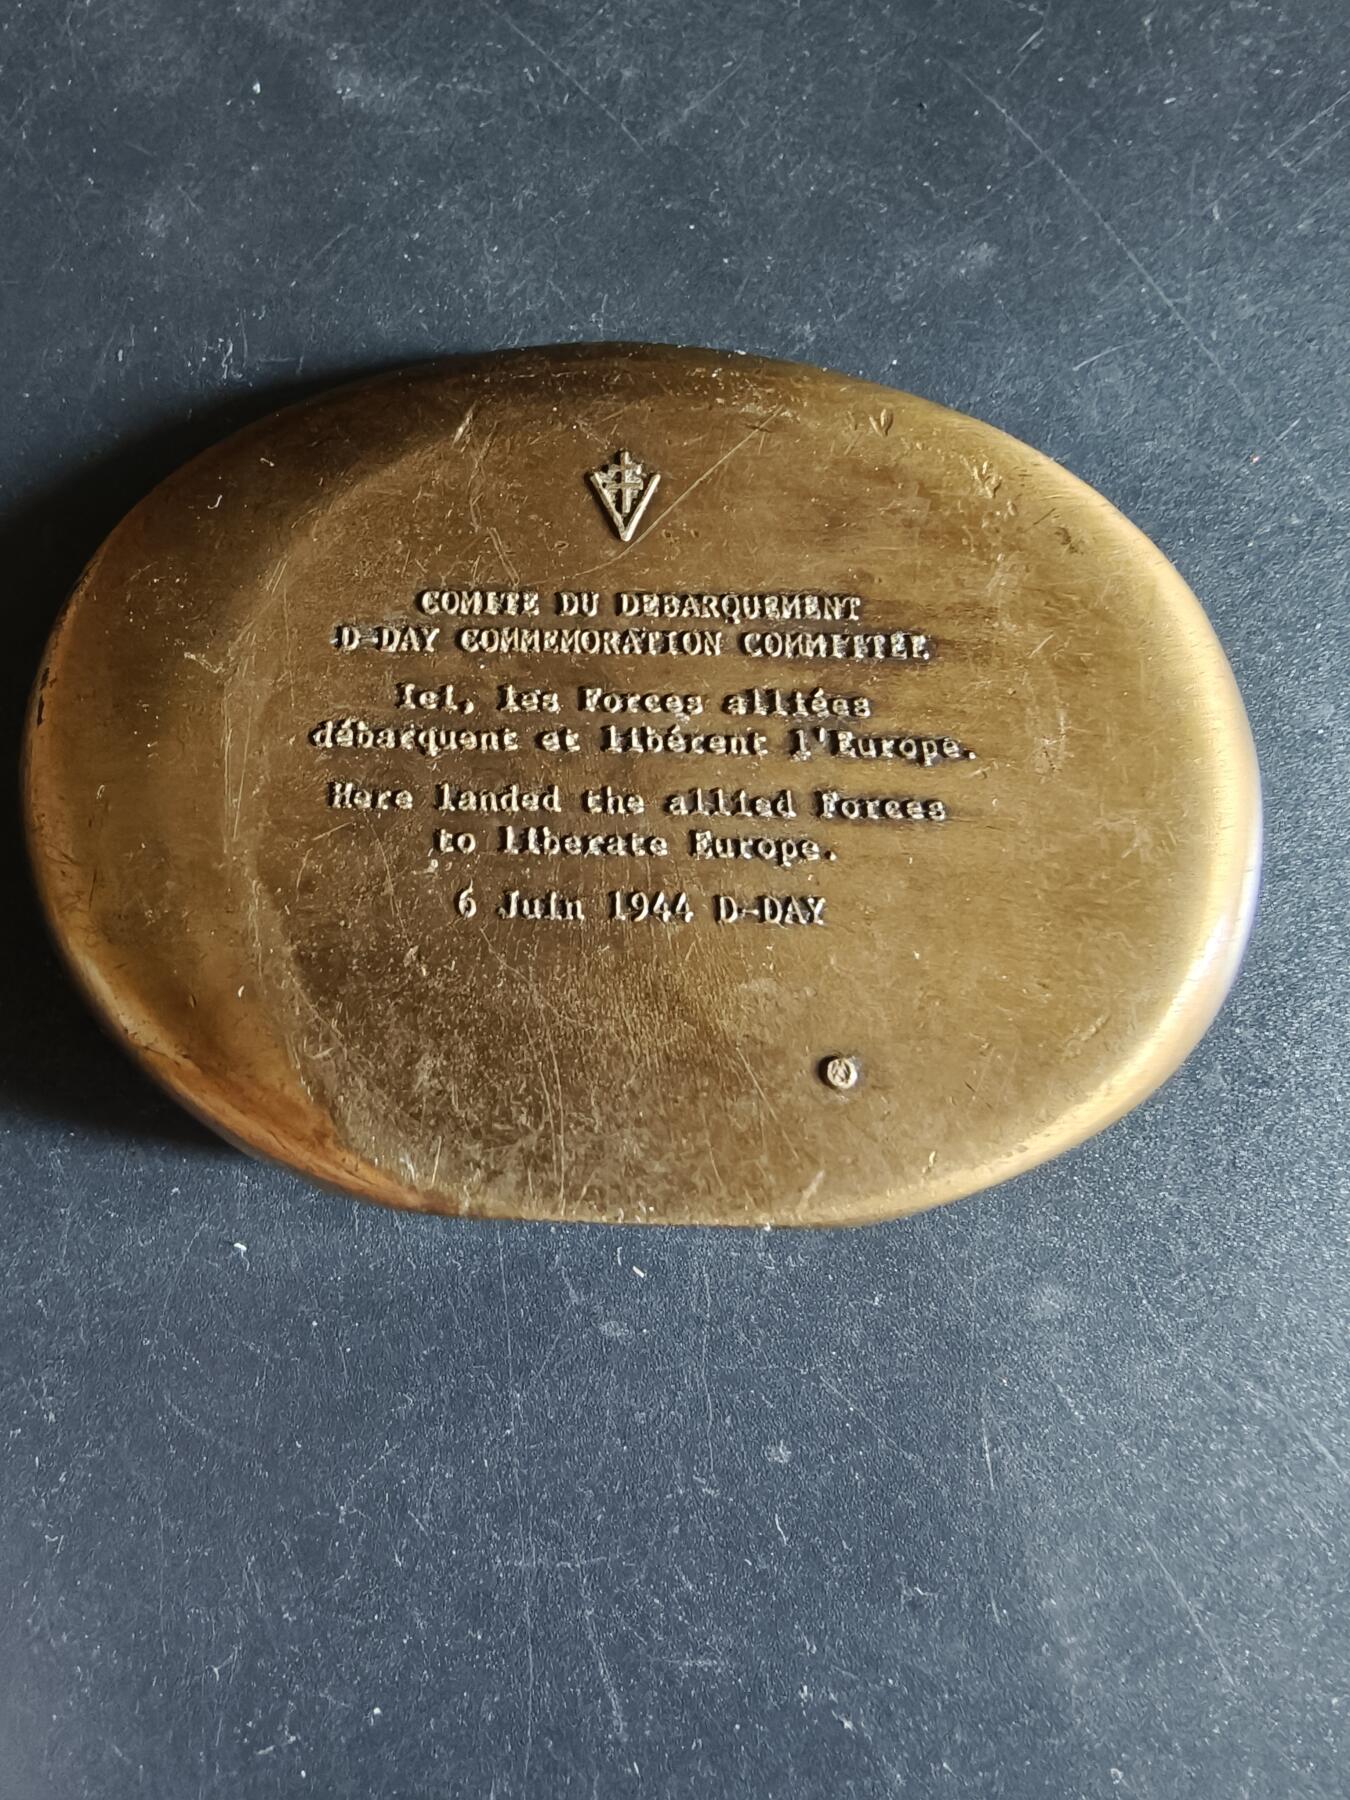 COMITE DU DEBARQUEMENT
D-DAY COMMEMORATION COMMITTEE
Ici, les Forces alliées
débarquent et libérent l'Europe.
Here landed the allied Forces
to liberate Europe.
6 Juin 1944 D-DAY